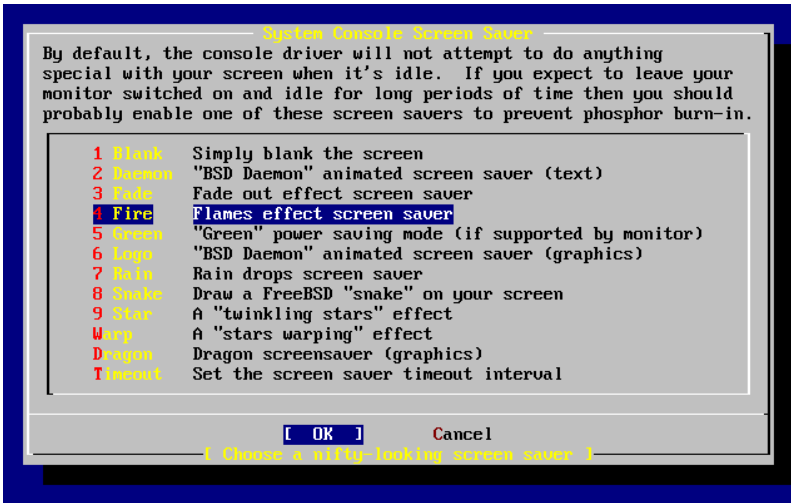 System Console Screen Saver
By default, the console driver will not attempt to do anything
special with your screen when it's idle.  If you expect to leave your
monitor switched on and idle for long periods of time then you should
probably enable one of these screen savers to prevent phosphor burn-in.
1 Blank   Simply blank the screen
2 Daemon  "BSD Daemon" animated screen saver (text)
3 Fade    Fade out effect screen saver
4 Fire    Flames effect screen saver
5 Green   "Green" power saving mode (if supported by monitor)
6 Logo    "BSD Daemon" animated screen saver (graphics)
7 Rain    Rain drops screen saver
8 Snake   Draw a FreeBSD "snake" on your screen
9 Star    A "twinkling stars" effect
Warp      A "stars warping" effect
Dragon    Dragon screensaver (graphics)
Timeout   Set the screen saver timeout interval
[  OK  ]     Cancel
[ Choose a nifty-looking screen saver ]